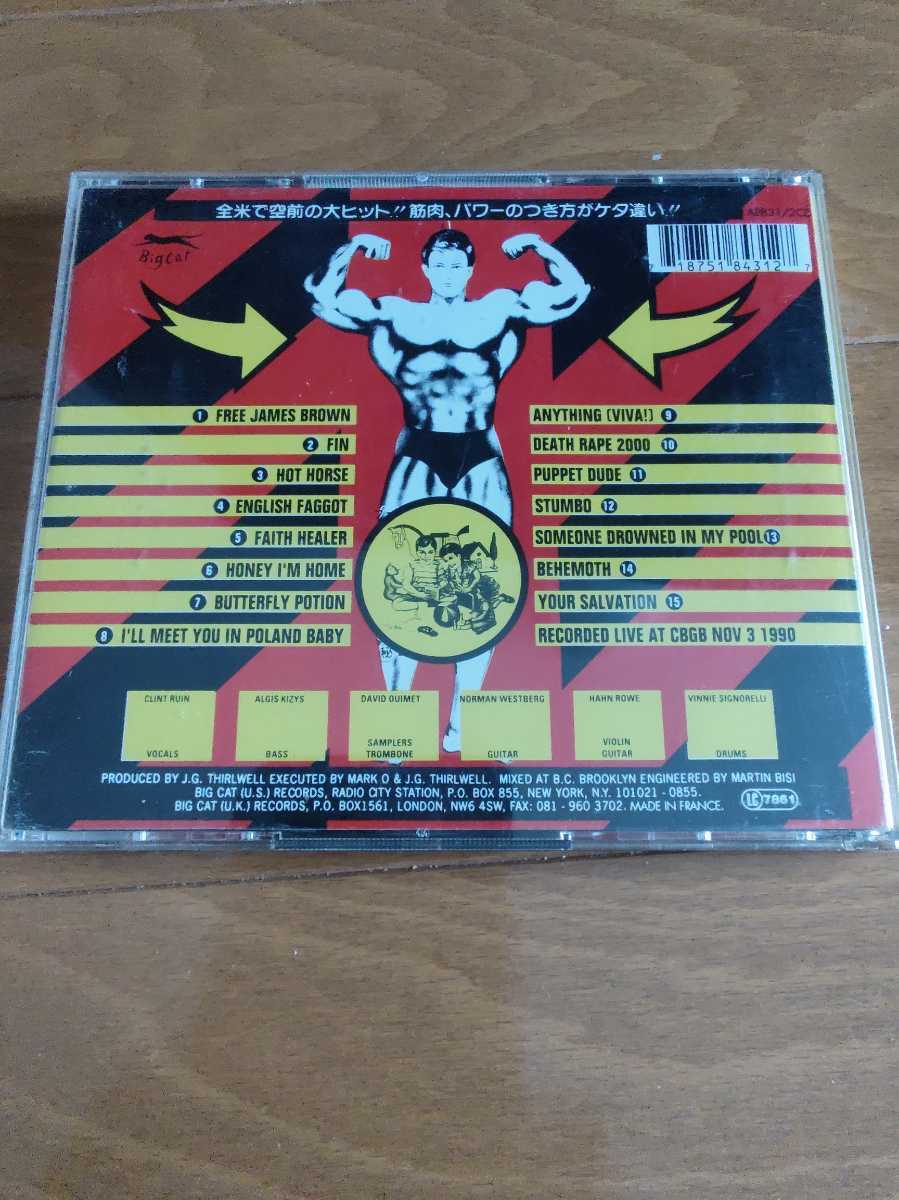 全米で空前の大ヒット!! 筋肉、パワーのつき方がケタ違い!!
Big Cat
ABB31/2CD
7 18751 84312 7
1 FREE JAMES BROWN
2 FIN
3 HOT HORSE
4 ENGLISH FAGGOT
5 FAITH HEALER
6 HONEY I'M HOME
7 BUTTERFLY POTION
8 I'LL MEET YOU IN POLAND BABY
ANYTHING (VIVA!) 9
DEATH RAPE 2000 10
PUPPET DUDE 11
STUMBO 12
SOMEONE DROWNED IN MY POOL 13
BEHEMOTH 14
YOUR SALVATION 15
RECORDED LIVE AT CBGB NOV 3 1990
CLINT RUIN
VOCALS
ALGIS KIZYS
BASS
DAVID OUIMET
SAMPLERS
TROMBONE
NORMAN WESTBERG
GUITAR
HAHN ROWE
VIOLIN
GUITAR
VINNIE SIGNORELLI
DRUMS
PRODUCED BY J.G. THIRLWELL EXECUTED BY MARK O & J.G. THIRLWELL. MIXED AT B.C. BROOKLYN ENGINEERED BY MARTIN BISI
BIG CAT (U.S.) RECORDS, RADIO CITY STATION, P.O. BOX 855, NEW YORK, N.Y. 101021 - 0855.
BIG CAT (U.K.) RECORDS, P.O. BOX1561, LONDON, NW6 4SW, FAX: 081 - 960 3702. MADE IN FRANCE.
LC 7861